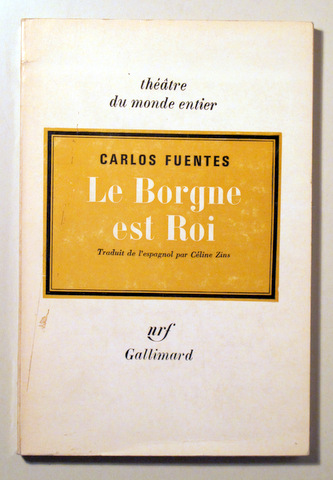 théâtre
du monde entier
CARLOS FUENTES
Le Borgne
est Roi
Traduit de l'espagnol par Céline Zins
nrf
Gallimard